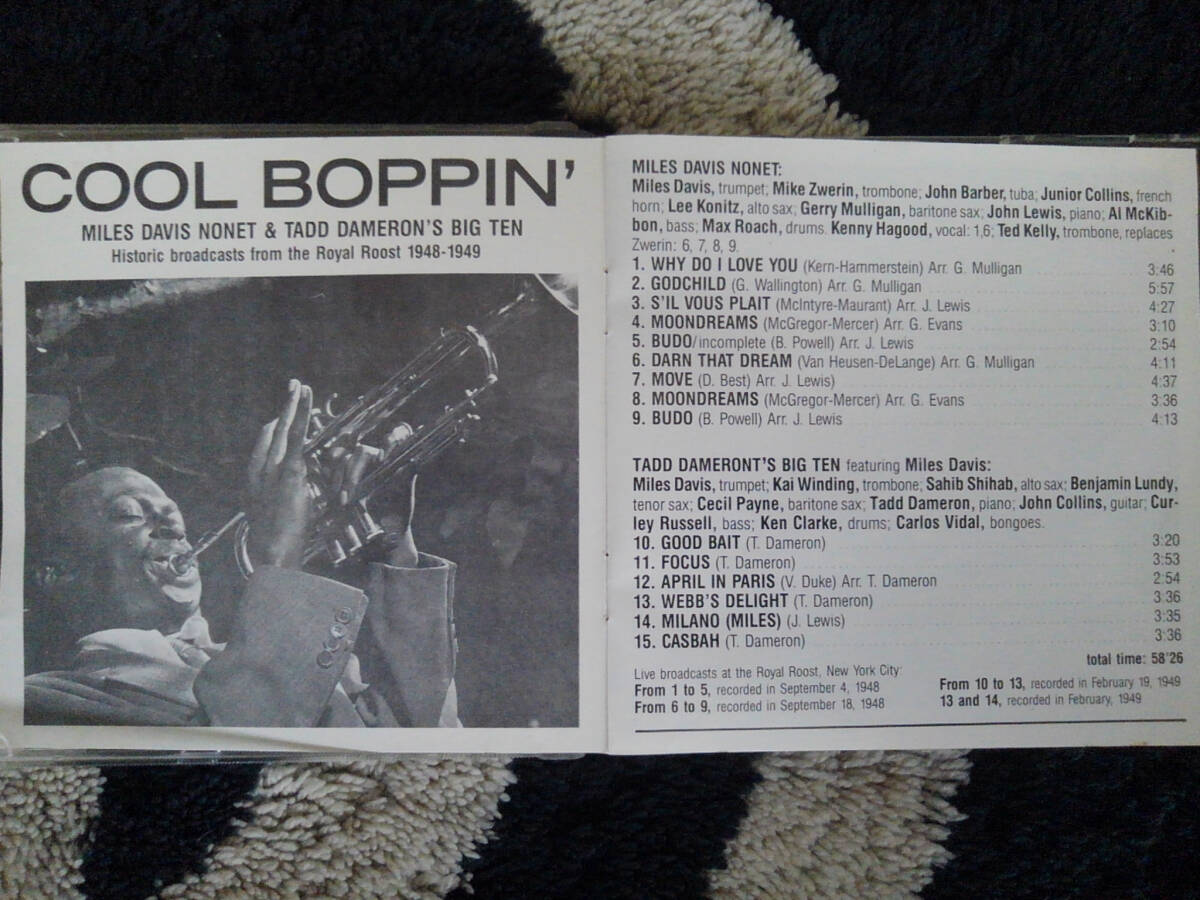 COOL BOPPIN'
MILES DAVIS NONET & TADD DAMERON'S BIG TEN
Historic broadcasts from the Royal Roost 1948-1949
MILES DAVIS NONET:
Miles Davis, trumpet; Mike Zwerin, trombone; John Barber, tuba; Junior Collins, french
horn; Lee Konitz, alto sax; Gerry Mulligan, baritone sax; John Lewis, piano; Al McKib-
bon, bass; Max Roach, drums. Kenny Hagood, vocal: 1,6; Ted Kelly, trombone, replaces
Zwerin: 6, 7, 8, 9.
1. WHY DO I LOVE YOU (Kern-Hammerstein) Arr. G. Mulligan 3:46
2. GODCHILD (G. Wallington) Arr. G. Mulligan 5:57
3. S'IL VOUS PLAIT (McIntyre-Maurant) Arr. J. Lewis 4:27
4. MOONDREAMS (McGregor-Mercer) Arr. G. Evans 3:10
5. BUDO/incomplete (B. Powell) Arr. J. Lewis 2:54
6. DARN THAT DREAM (Van Heusen-DeLange) Arr. G. Mulligan 4:11
7. MOVE (D. Best) Arr. J. Lewis) 4:37
8. MOONDREAMS (McGregor-Mercer) Arr. G. Evans 3:36
9. BUDO (B. Powell) Arr. J. Lewis 4:13
TADD DAMERONT'S BIG TEN featuring Miles Davis:
Miles Davis, trumpet; Kai Winding, trombone; Sahib Shihab, alto sax; Benjamin Lundy,
tenor sax; Cecil Payne, baritone sax; Tadd Dameron, piano; John Collins, guitar; Cur-
ley Russell, bass; Ken Clarke, drums; Carlos Vidal, bongoes.
10. GOOD BAIT (T. Dameron) 3:20
11. FOCUS (T. Dameron) 3:53
12. APRIL IN PARIS (V. Duke) Arr. T. Dameron 2:54
13. WEBB'S DELIGHT (T. Dameron) 3:36
14. MILANO (MILES) (J. Lewis) 3:35
15. CASBAH (T. Dameron) 3:36
total time: 58'26
Live broadcasts at the Royal Roost, New York City:
From 1 to 5, recorded in September 4, 1948
From 6 to 9, recorded in September 18, 1948
From 10 to 13, recorded in February 19, 1949
13 and 14, recorded in February, 1949